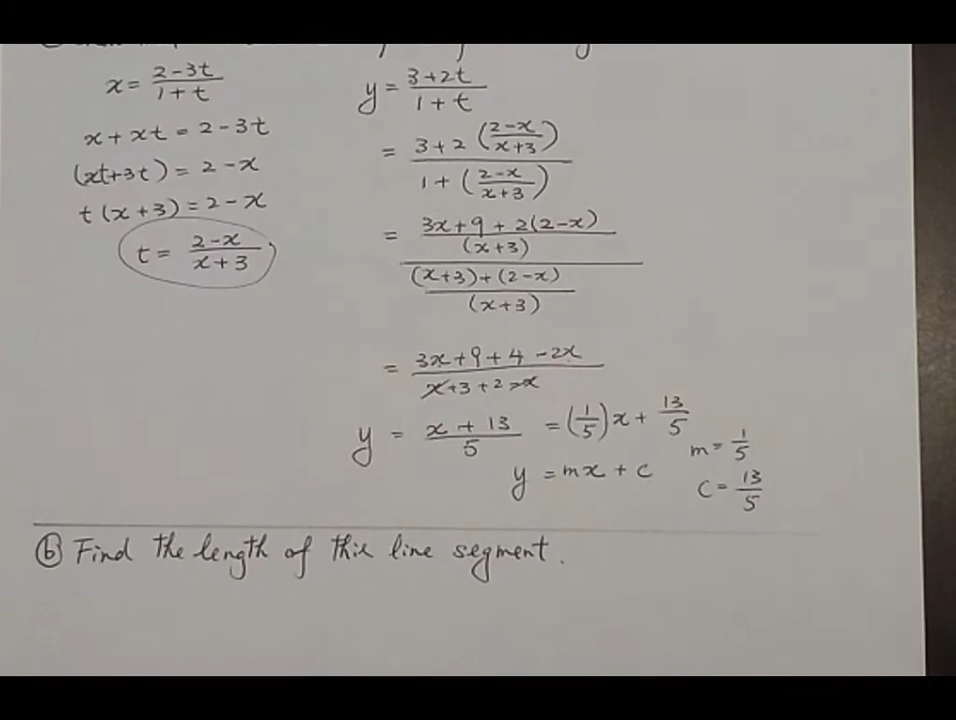 x = (2-3t)/(1+t)
x + xt = 2-3t
(xt+3t) = 2-x
t(x+3) = 2-x
t = (2-x)/(x+3)
y = (3+2t)/(1+t)
= (3+2((2-x)/(x+3)))/(1+((2-x)/(x+3)))
= ((3x+9+2(2-x))/(x+3))/(((x+3)+(2-x))/(x+3))
= (3x+9+4-2x)/(x+3+2-x)
y = (x+13)/5 = (1/5)x + 13/5
m = 1/5
y = mx + c
c = 13/5
ⓑ Find the length of this line segment.